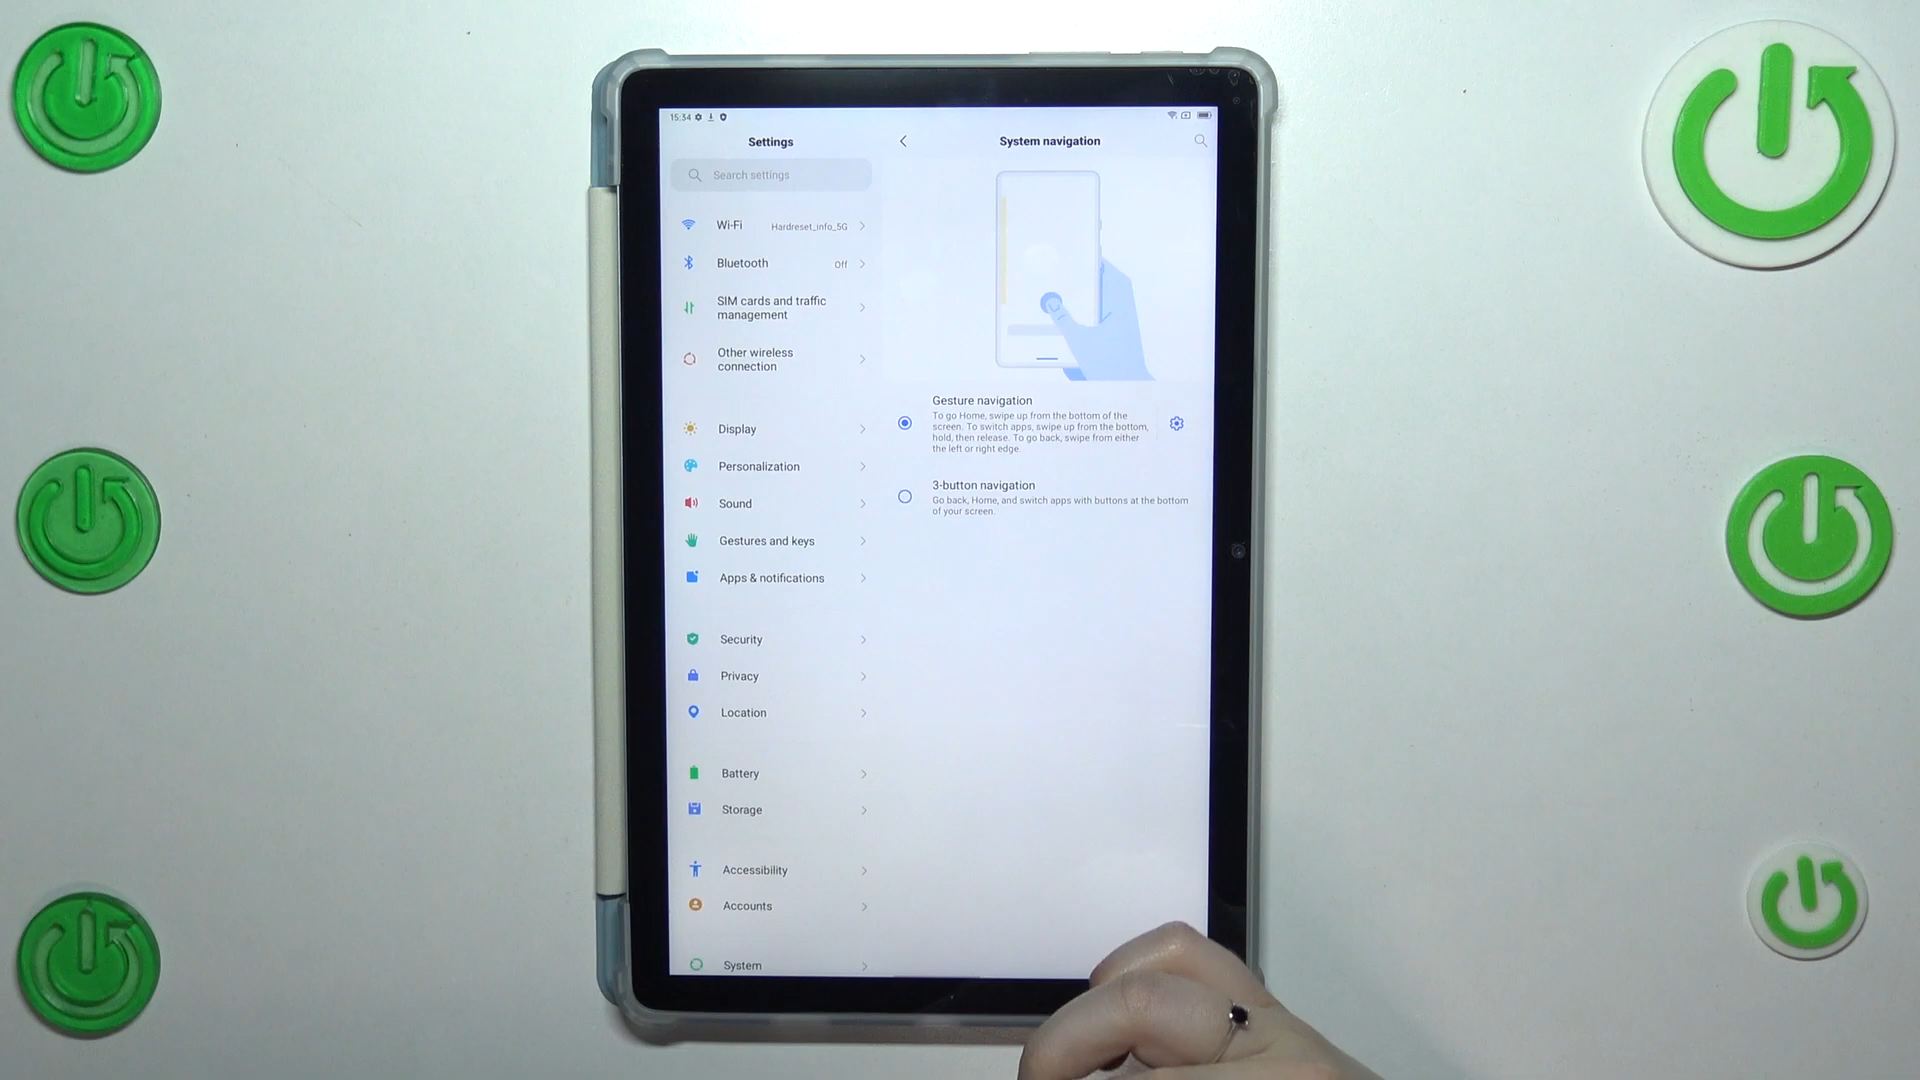 15:34
Settings
Search settings
Wi-Fi Hardreset_info_5G
Bluetooth Off
SIM cards and traffic
management
Other wireless
connection
Display
Personalization
Sound
Gestures and keys
Apps & notifications
Security
Privacy
Location
Battery
Storage
Accessibility
Accounts
System
System navigation
Gesture navigation
To go Home, swipe up from the bottom of the
screen. To switch apps, swipe up from the bottom,
hold, then release. To go back, swipe from either
the left or right edge.
3-button navigation
Go back, Home, and switch apps with buttons at the bottom
of your screen.